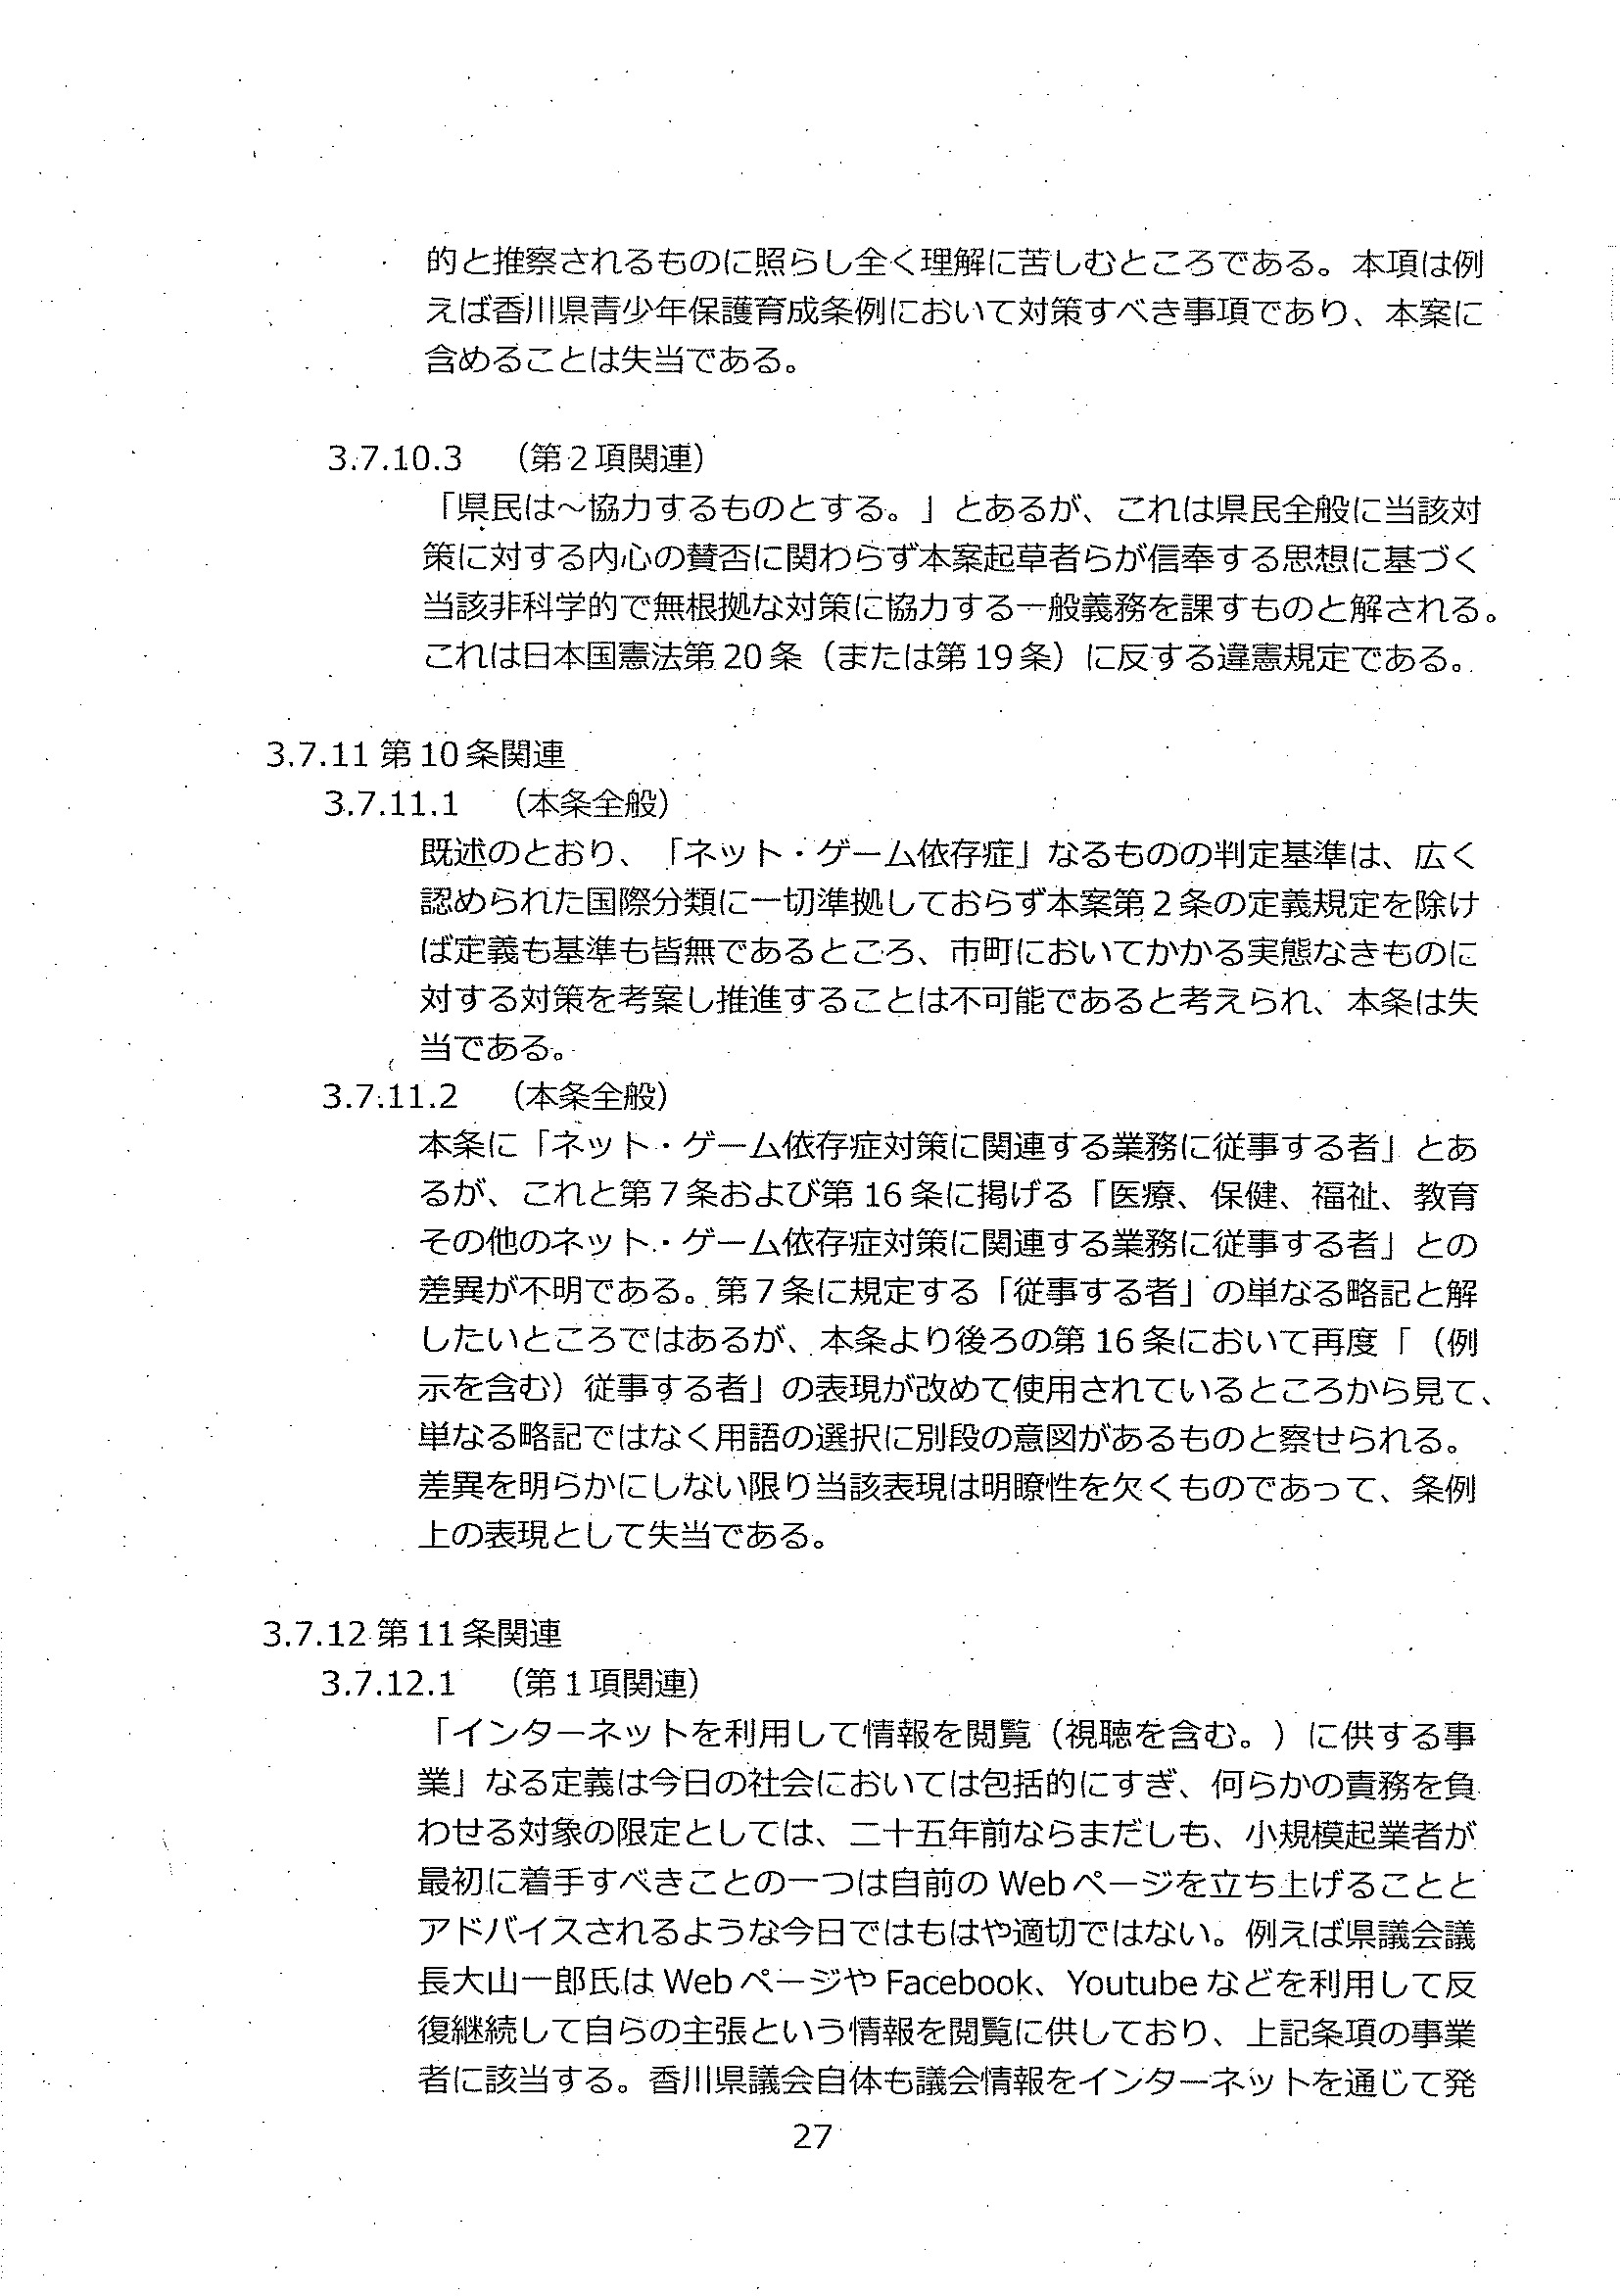 的と推察されるものに照らし全く理解に苦しむところである。本項は例
えば香川県青少年保護育成条例において対策すべき事項であり、本案に
含めることは失当である。
3.7.10.3 （第２項関連）
「県民は～協力するものとする。」とあるが、これは県民全般に当該対
策に対する内心の賛否に関わらず本案起草者らが信奉する思想に基づく
当該非科学的で無根拠な対策に協力する一般義務を課すものと解される。
これは日本国憲法第 20 条（または第 19 条）に反する違憲規定である。
3.7.11 第 10 条関連
3.7.11.1 （本条全般）
既述のとおり、「ネット・ゲーム依存症」なるものの判定基準は、広く
認められた国際分類に一切準拠しておらず本案第２条の定義規定を除け
ば定義も基準も皆無であるところ、市町においてかかる実態なきものに
対する対策を考案し推進することは不可能であると考えられ、本条は失
当である。
3.7.11.2 （本条全般）
本条に「ネット・ゲーム依存症対策に関連する業務に従事する者」とあ
るが、これと第７条および第 16 条に掲げる「医療、保健、福祉、教育
その他のネット・ゲーム依存症対策に関連する業務に従事する者」との
差異が不明である。第７条に規定する「従事する者」の単なる略記と解
したいところではあるが、本条より後ろの第 16 条において再度「（例
示を含む）従事する者」の表現が改めて使用されているところから見て、
単なる略記ではなく用語の選択に別段の意図があるものと察せられる。
差異を明らかにしない限り当該表現は明瞭性を欠くものであって、条例
上の表現として失当である。
3.7.12 第 11 条関連
3.7.12.1 （第１項関連）
「インターネットを利用して情報を閲覧（視聴を含む。）に供する事
業」なる定義は今日の社会においては包括的にすぎ、何らかの責務を負
わせる対象の限定としては、二十五年前ならまだしも、小規模起業者が
最初に着手すべきことの一つは自前の Web ページを立ち上げることと
アドバイスされるような今日ではもはや適切ではない。例えば県議会議
長大山一郎氏は Web ページや Facebook、Youtube などを利用して反
復継続して自らの主張という情報を閲覧に供しており、上記条項の事業
者に該当する。香川県議会自体も議会情報をインターネットを通じて発
27